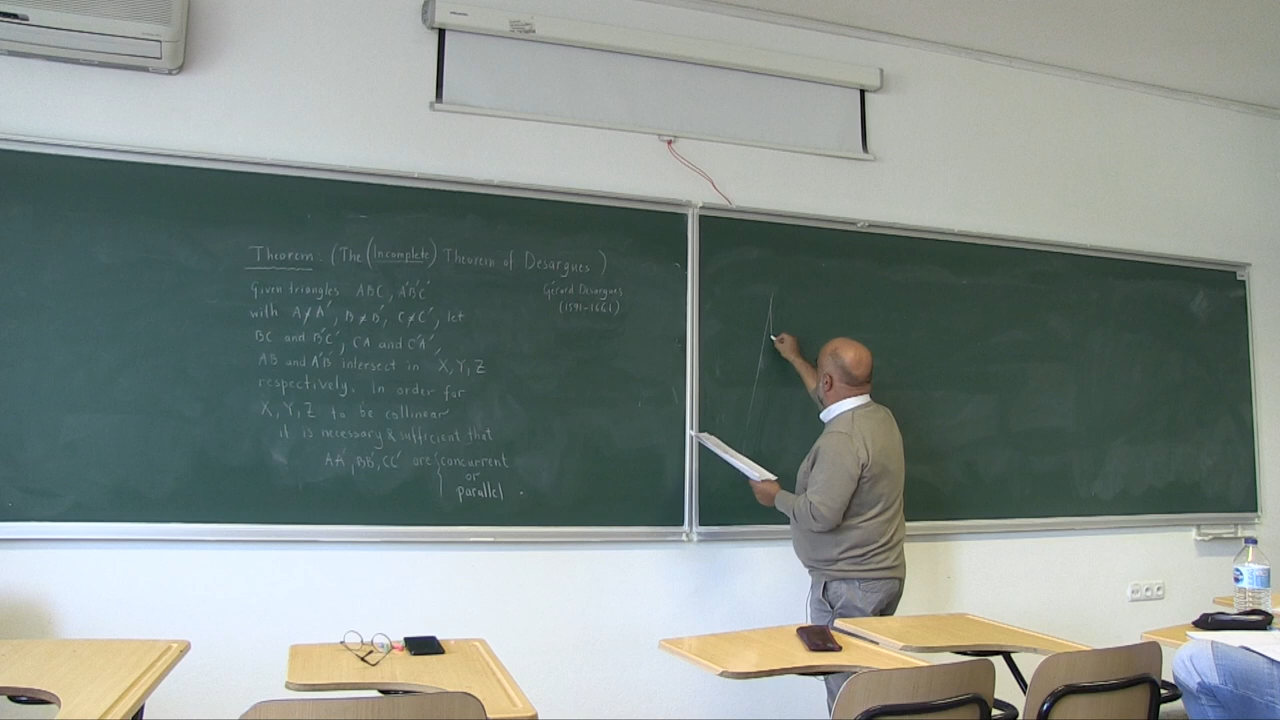 Theorem: (The (Incomplete) Theorem of Desargues)
Gérard Desargues
(1591-1661)
Given triangles ABC, A'B'C'
with A≠A', B≠B', C≠C', let
BC and B'C', CA and C'A',
AB and A'B' intersect in X, Y, Z
respectively. In order for
X, Y, Z to be collinear
it is necessary & sufficient that
AA', BB', CC' are { concurrent
or
parallel.